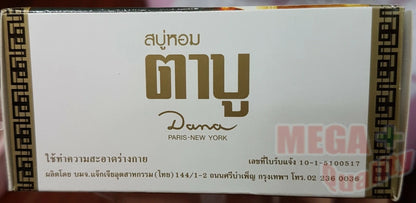 สบู่หอม
ตาบู
Dana
PARIS·NEW YORK
ใช้ทำความสะอาดร่างกาย
เลขที่ใบรับแจ้ง 10-1-5100517
ผลิตโดย บมจ.แจ๊กเจียอุตสาหกรรม (ไทย) 144/1-2 ถนนศรีบำเพ็ญ กรุงเทพฯ โทร. 02 236 0036
MEGA